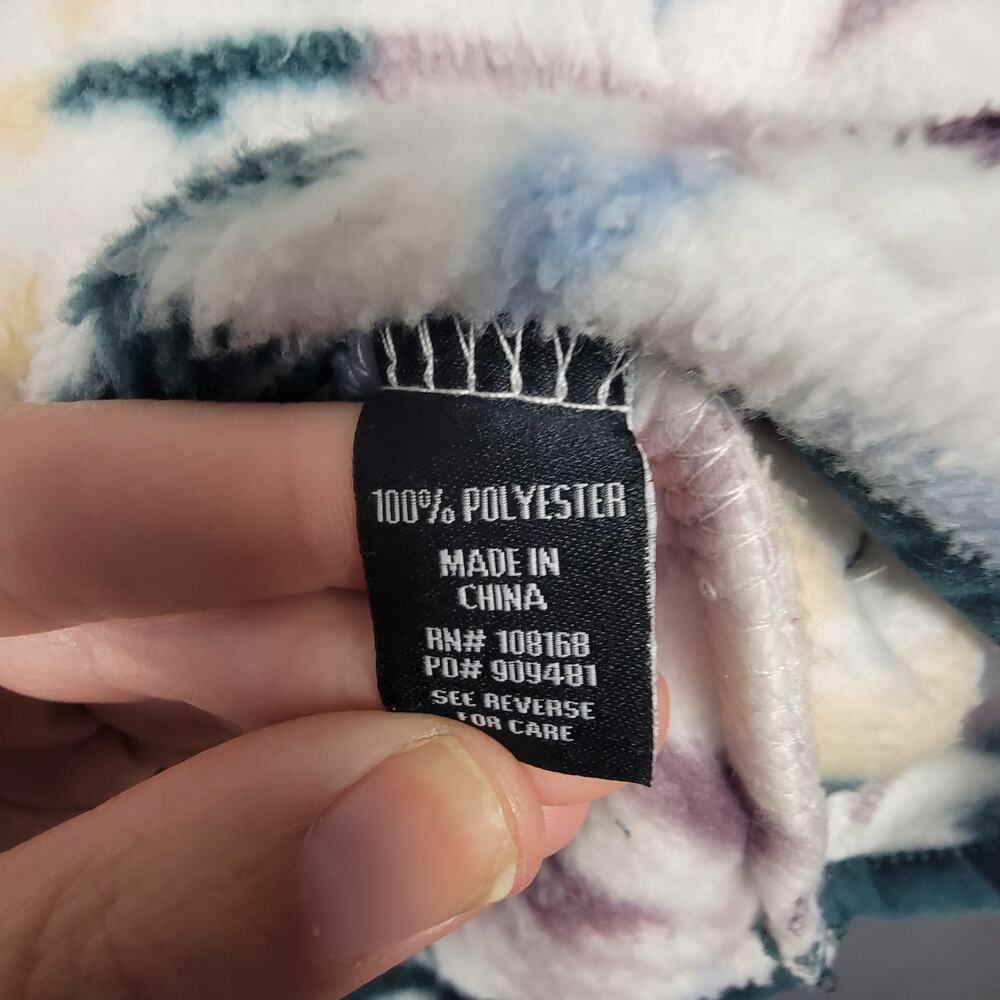 100% POLYESTER
MADE IN
CHINA
RN# 108168
PO# 909481
SEE REVERSE
FOR CARE